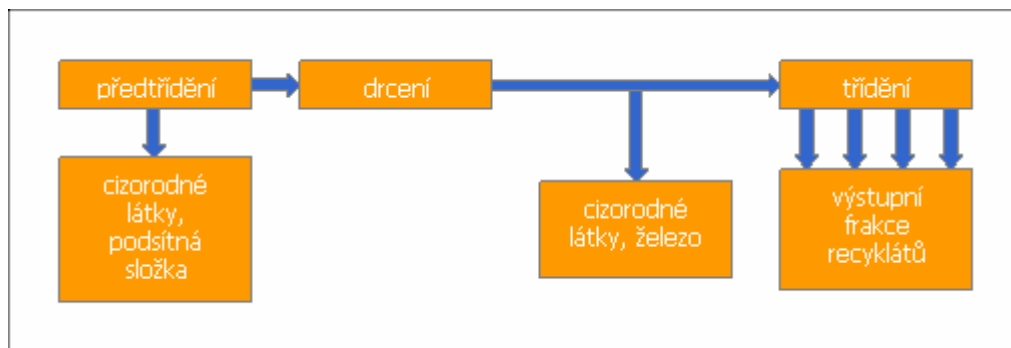 předtřídění
drcení
třídění
cizorodné
látky,
podsítná
složka
cizorodné
látky, železo
výstupní
frakce
recyklátů